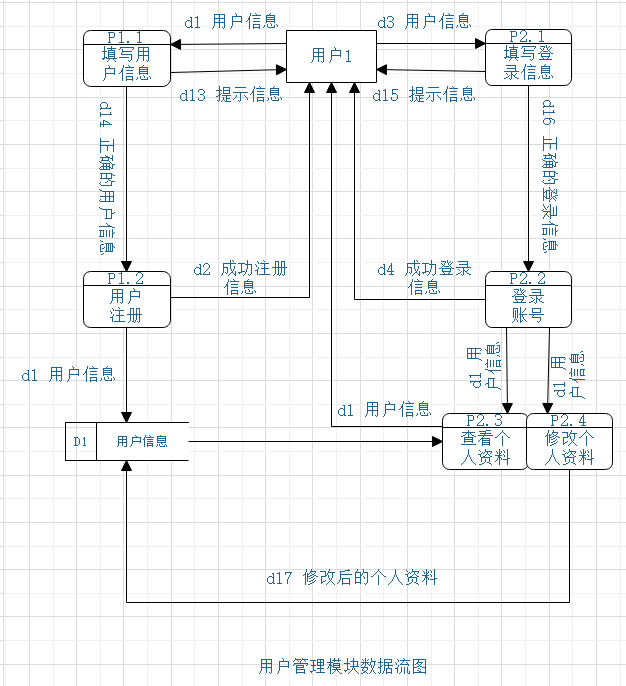 d1 用户信息
d3 用户信息
P1.1
填写用
户信息
用户1
P2.1
填写登
录信息
d13 提示信息
d15 提示信息
d14 正确的用户信息
d16 正确的登录信息
d2 成功注册
信息
d4 成功登录
信息
P1.2
用户
注册
P2.2
登录
账号
d1 用户信息
d1 用
户信息
d1 用
户信息
d1 用户信息
D1
用户信息
P2.3
查看个
人资料
P2.4
修改个
人资料
d17 修改后的个人资料
用户管理模块数据流图